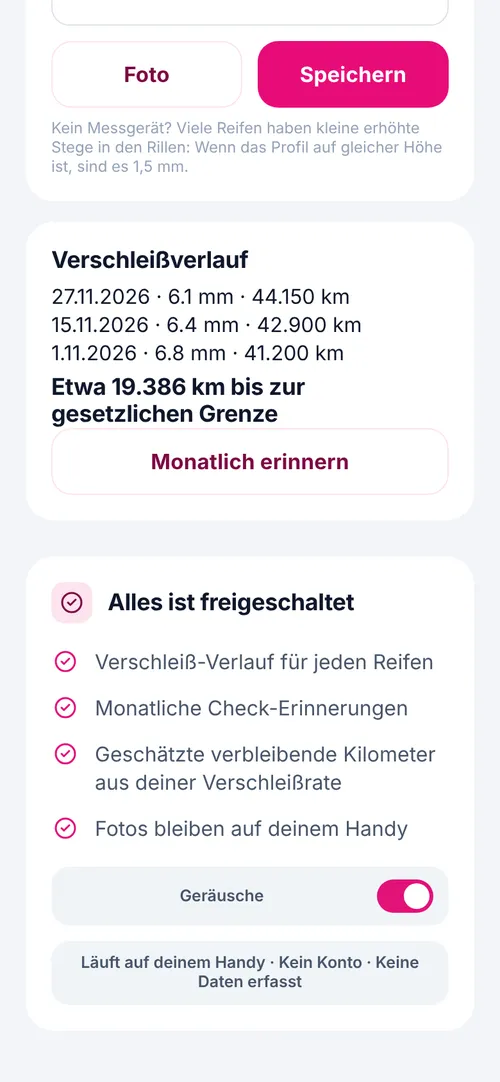 Foto
Speichern
Kein Messgerät? Viele Reifen haben kleine erhöhte
Stege in den Rillen: Wenn das Profil auf gleicher Höhe
ist, sind es 1,5 mm.
Verschleißverlauf
27.11.2026 · 6.1 mm · 44.150 km
15.11.2026 · 6.4 mm · 42.900 km
1.11.2026 · 6.8 mm · 41.200 km
Etwa 19.386 km bis zur
gesetzlichen Grenze
Monatlich erinnern
Alles ist freigeschaltet
Verschleiß-Verlauf für jeden Reifen
Monatliche Check-Erinnerungen
Geschätzte verbleibende Kilometer
aus deiner Verschleißrate
Fotos bleiben auf deinem Handy
Geräusche
Läuft auf deinem Handy · Kein Konto · Keine
Daten erfasst